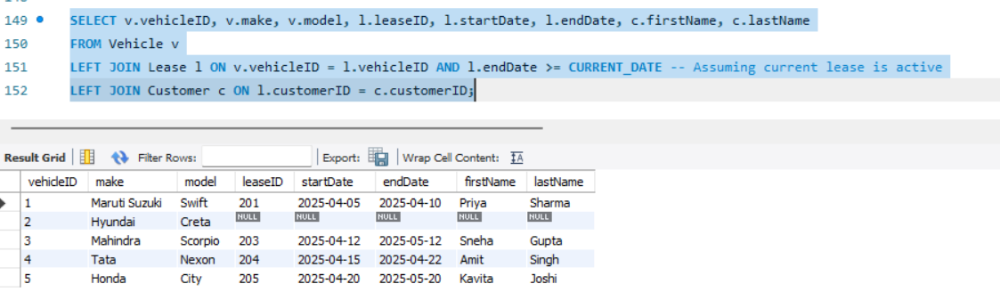 149 SELECT v.vehicleID, v.make, v.model, l.leaseID, l.startDate, l.endDate, c.firstName, c.lastName
150 FROM Vehicle v
151 LEFT JOIN Lease l ON v.vehicleID = l.vehicleID AND l.endDate >= CURRENT_DATE -- Assuming current lease is active
152 LEFT JOIN Customer c ON l.customerID = c.customerID;
Result Grid Filter Rows: Export: Wrap Cell Content:
vehicleID make model leaseID startDate endDate firstName lastName
1 Maruti Suzuki Swift 201 2025-04-05 2025-04-10 Priya Sharma
2 Hyundai Creta NULL NULL NULL NULL NULL
3 Mahindra Scorpio 203 2025-04-12 2025-05-12 Sneha Gupta
4 Tata Nexon 204 2025-04-15 2025-04-22 Amit Singh
5 Honda City 205 2025-04-20 2025-05-20 Kavita Joshi